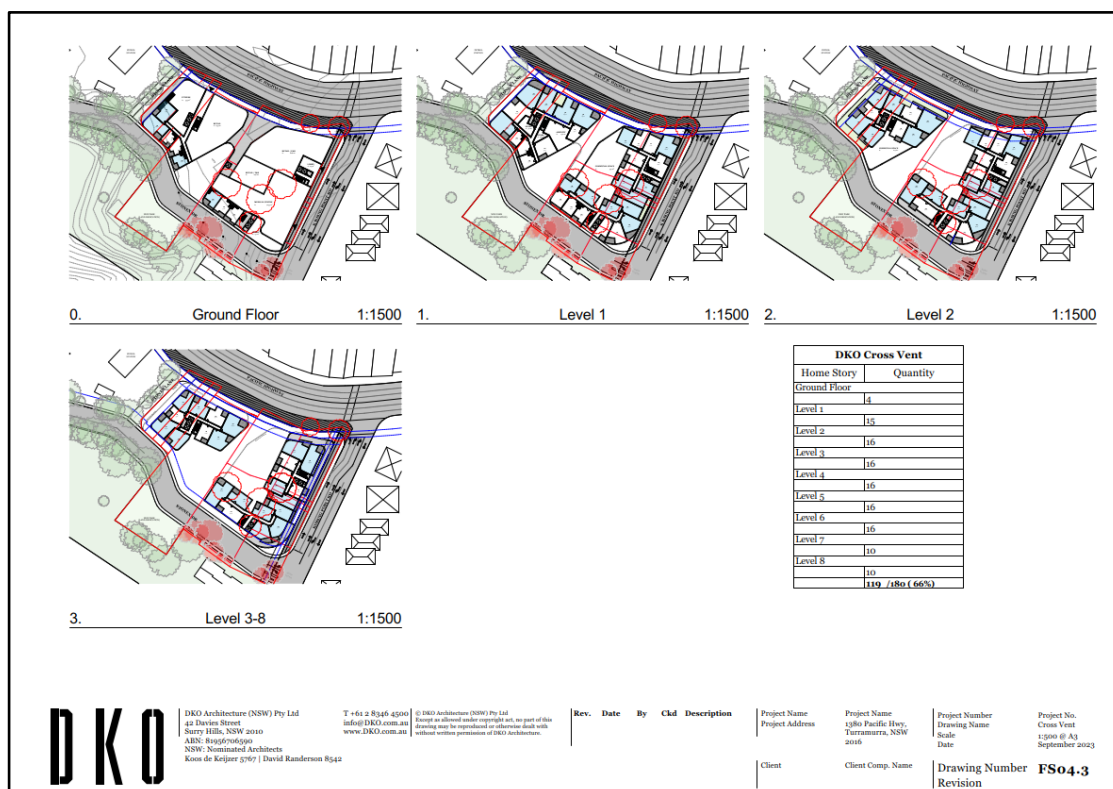 PACIFIC HIGHWAY
PACIFIC HIGHWAY
PACIFIC HIGHWAY
0. Ground Floor 1:1500
1. Level 1 1:1500
2. Level 2 1:1500
PACIFIC HIGHWAY
3. Level 3-8 1:1500
DKO Cross Vent
Home Story Quantity
Ground Floor
4
Level 1
15
Level 2
16
Level 3
16
Level 4
16
Level 5
16
Level 6
16
Level 7
10
Level 8
10
119 /180 ( 66%)
DKO
DKO Architecture (NSW) Pty Ltd
42 Davies Street
Surry Hills, NSW 2010
ABN: 81956706590
NSW: Nominated Architects
Koos de Keijzer 5767 | David Randerson 8542
T +61 2 8346 4500
info@DKO.com.au
www.DKO.com.au
© DKO Architecture (NSW) Pty Ltd
Except as allowed under copyright act, no part of this
drawing may be reproduced or otherwise dealt with
without written permission of DKO Architecture.
Rev. Date By Ckd Description
Project Name Project Name
Project Address 1380 Pacific Hwy,
Turramurra, NSW
2016
Client Client Comp. Name
Project Number Project No.
Drawing Name Cross Vent
Scale 1:500 @ A3
Date September 2023
Drawing Number FS04.3
Revision